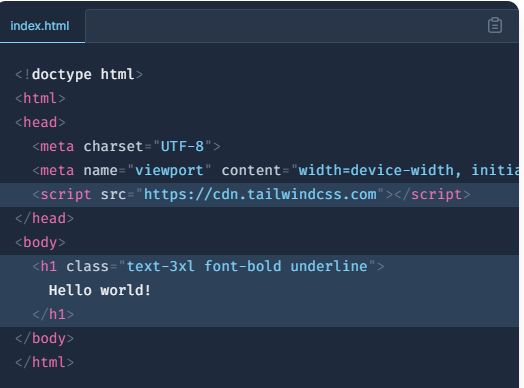 index.html
<!doctype html>
<html>
<head>
<meta charset="UTF-8">
<meta name="viewport" content="width=device-width, initia
<script src="https://cdn.tailwindcss.com"></script>
</head>
<body>
<h1 class="text-3xl font-bold underline">
Hello world!
</h1>
</body>
</html>